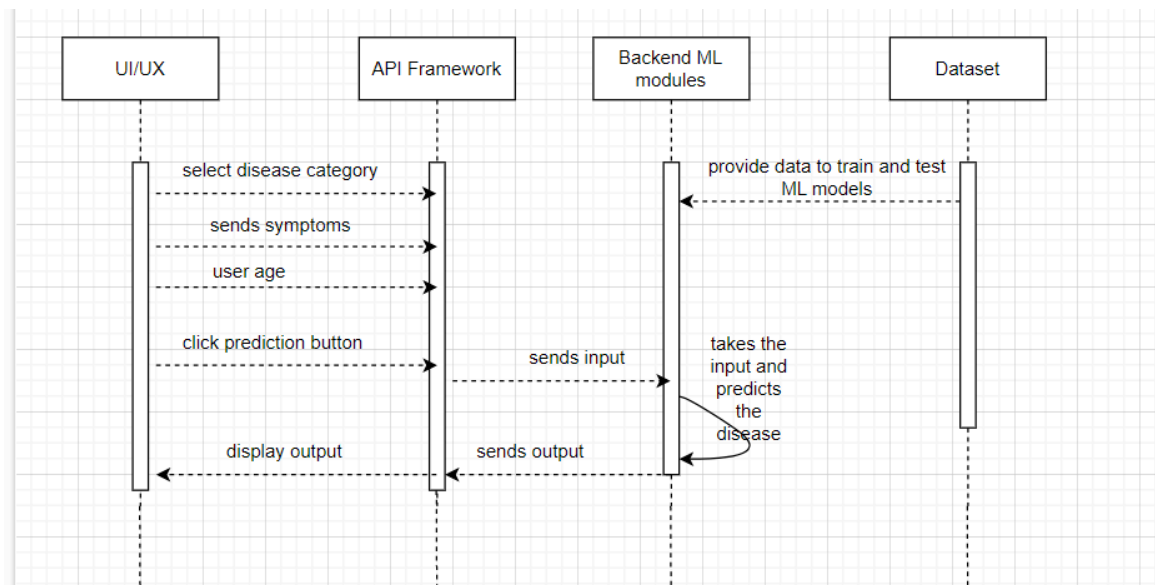 UI/UX
API Framework
Backend ML
modules
Dataset
select disease category
provide data to train and test
ML models
sends symptoms
user age
click prediction button
sends input
takes the
input and
predicts
the
disease
display output
sends output